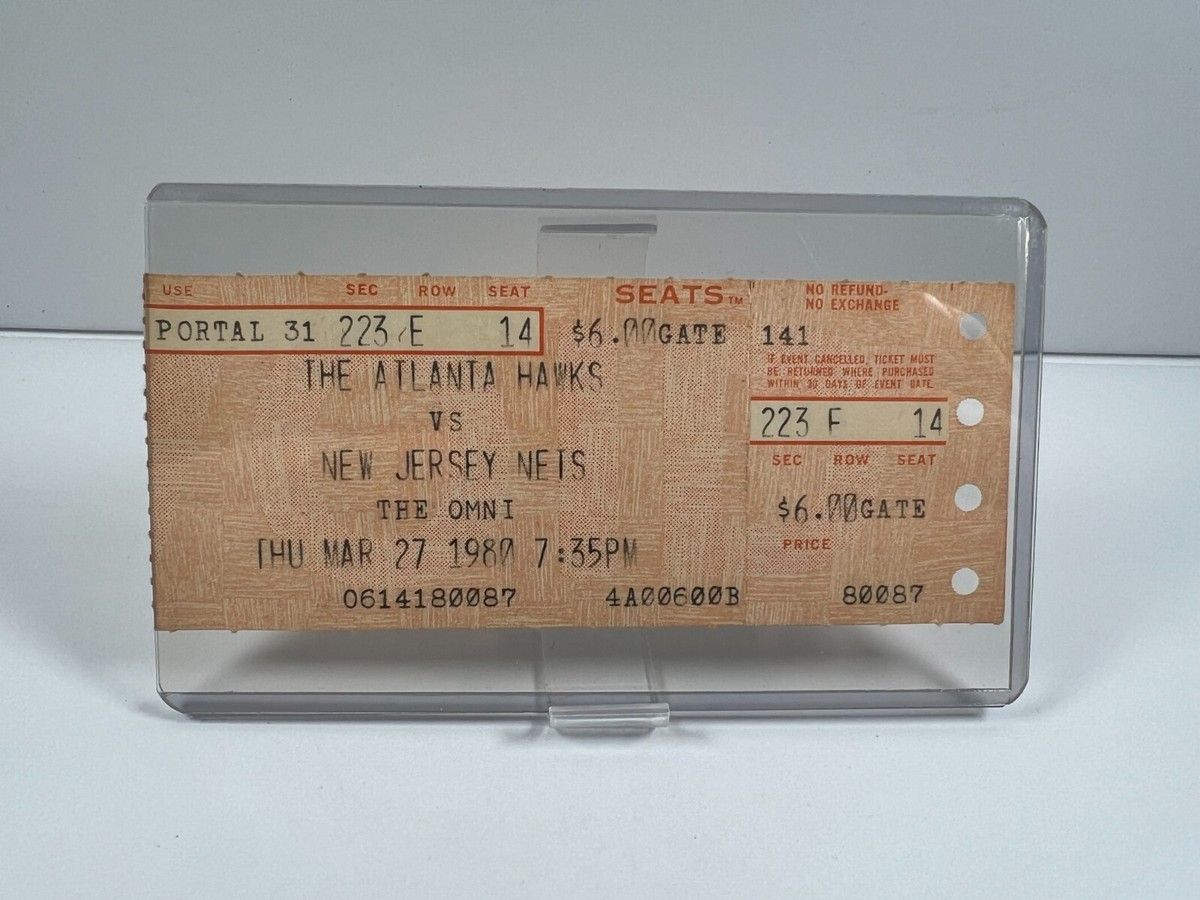 USE SEC ROW SEAT
PORTAL 31 223 E 14
$6.00GATE
THE ATLANTA HAWKS
VS
NEW JERSEY NETS
THE OMNI
THU MAR 27 1980 7:35PM
0614180087 4A00600B
SEATS TM
NO REFUND-
NO EXCHANGE
141
IF EVENT CANCELLED, TICKET MUST
BE RETURNED WHERE PURCHASED
WITHIN 30 DAYS OF EVENT DATE.
223 E 14
SEC ROW SEAT
$6.00GATE
PRICE
80087